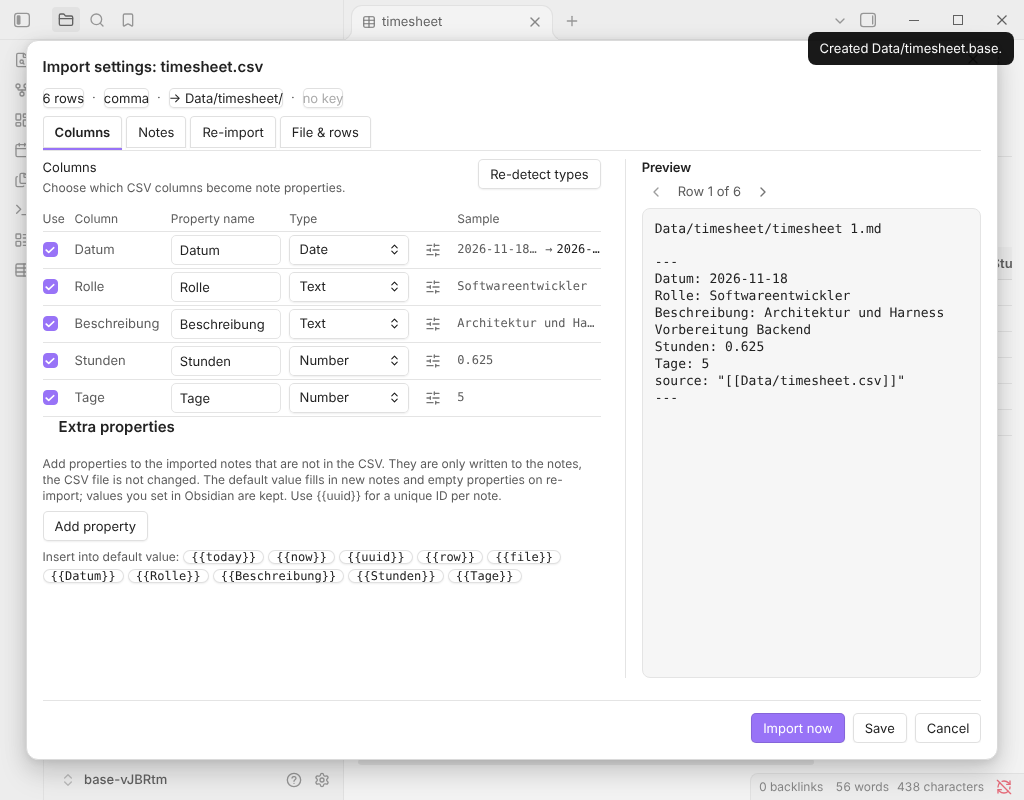 timesheet
Created Data/timesheet.base.
Import settings: timesheet.csv
6 rows · comma · → Data/timesheet/ · no key
Columns Notes Re-import File & rows
Columns
Choose which CSV columns become note properties.
Re-detect types
Use Column Property name Type Sample
Datum Datum Date 2026-11-18… → 2026-…
Rolle Rolle Text Softwareentwickler
Beschreibung Beschreibung Text Architektur und Ha…
Stunden Stunden Number 0.625
Tage Tage Number 5
Extra properties
Add properties to the imported notes that are not in the CSV. They are only written to the notes,
the CSV file is not changed. The default value fills in new notes and empty properties on re-
import; values you set in Obsidian are kept. Use {{uuid}} for a unique ID per note.
Add property
Insert into default value: {{today}} {{now}} {{uuid}} {{row}} {{file}}
{{Datum}} {{Rolle}} {{Beschreibung}} {{Stunden}} {{Tage}}
Preview
Row 1 of 6
Data/timesheet/timesheet 1.md
---
Datum: 2026-11-18
Rolle: Softwareentwickler
Beschreibung: Architektur und Harness
Vorbereitung Backend
Stunden: 0.625
Tage: 5
source: "[[Data/timesheet.csv]]"
---
Stu
Import now Save Cancel
base-vJBRtm
0 backlinks 56 words 438 characters